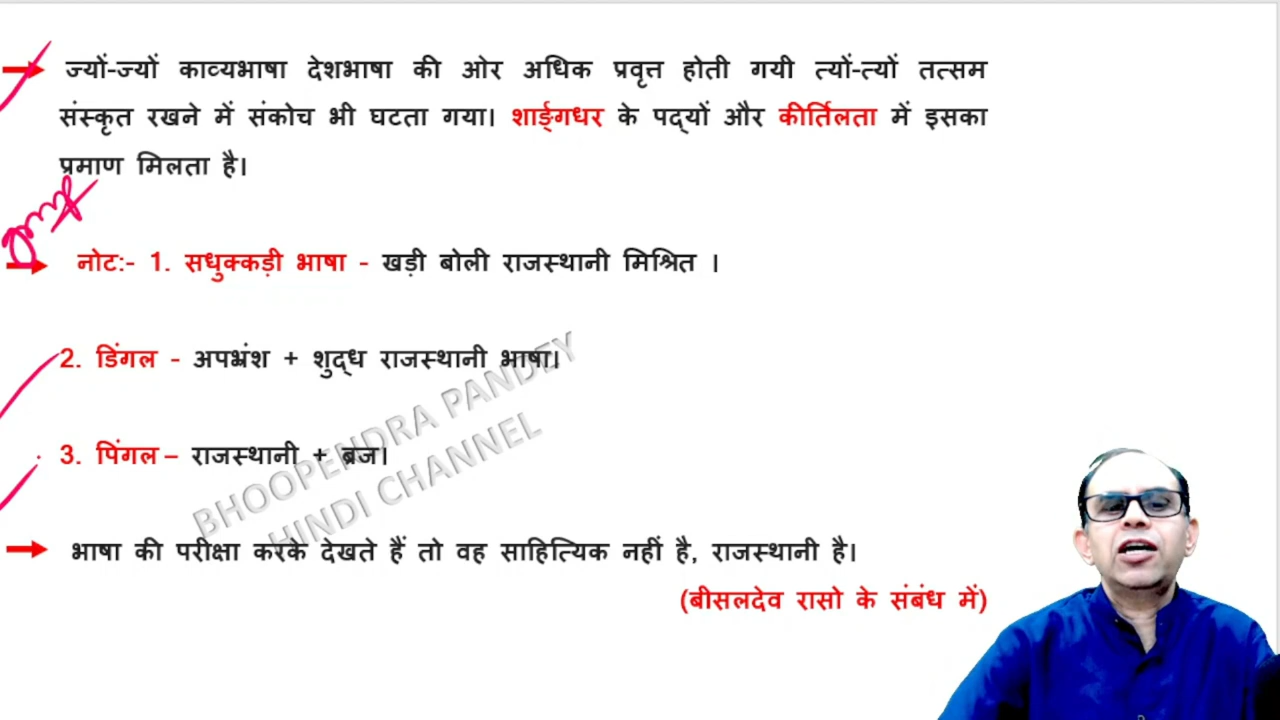 ज्यों-ज्यों काव्यभाषा देशभाषा की ओर अधिक प्रवृत्त होती गयी त्यों-त्यों तत्सम
संस्कृत रखने में संकोच भी घटता गया। शार्ङ्गधर के पद्यों और कीर्तिलता में इसका
प्रमाण मिलता है।
Imp
नोट:- 1. सधुक्कड़ी भाषा - खड़ी बोली राजस्थानी मिश्रित ।
2. डिंगल - अपभ्रंश + शुद्ध राजस्थानी भाषा।
3. पिंगल – राजस्थानी + ब्रज।
BHOOPENDRA PANDEY
HINDI CHANNEL
भाषा की परीक्षा करके देखते हैं तो वह साहित्यिक नहीं है, राजस्थानी है।
(बीसलदेव रासो के संबंध में)